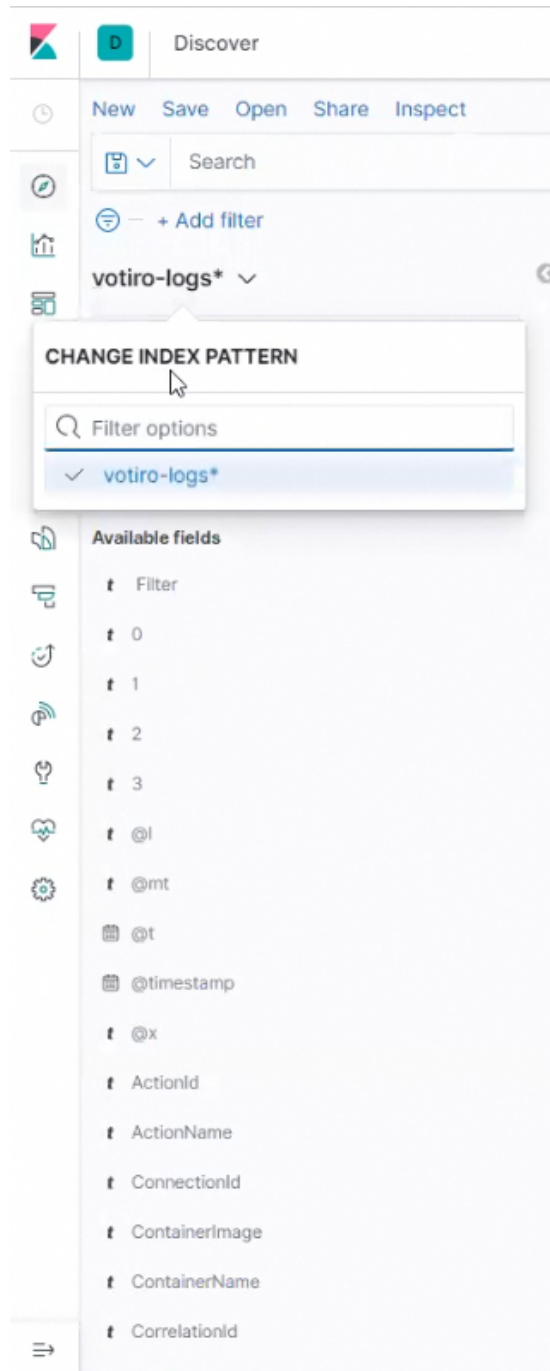 D Discover
New Save Open Share Inspect
Search
+ Add filter
votiro-logs*
CHANGE INDEX PATTERN
Filter options
votiro-logs*
Available fields
t Filter
t 0
t 1
t 2
t 3
t @l
t @mt
@t
@timestamp
t @x
t ActionId
t ActionName
t ConnectionId
t ContainerImage
t ContainerName
t CorrelationId